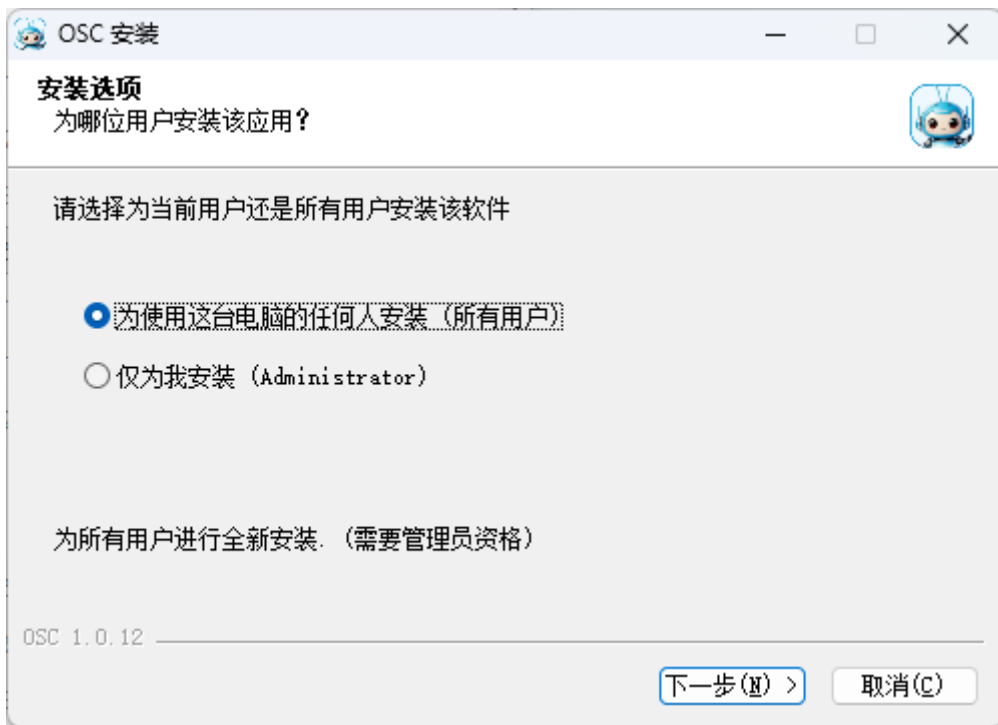 OSC 安装
安装选项
为哪位用户安装该应用？
请选择为当前用户还是所有用户安装该软件
为使用这台电脑的任何人安装（所有用户）
仅为我安装（Administrator）
为所有用户进行全新安装. （需要管理员资格）
OSC 1.0.12
下一步(N) >
取消(C)